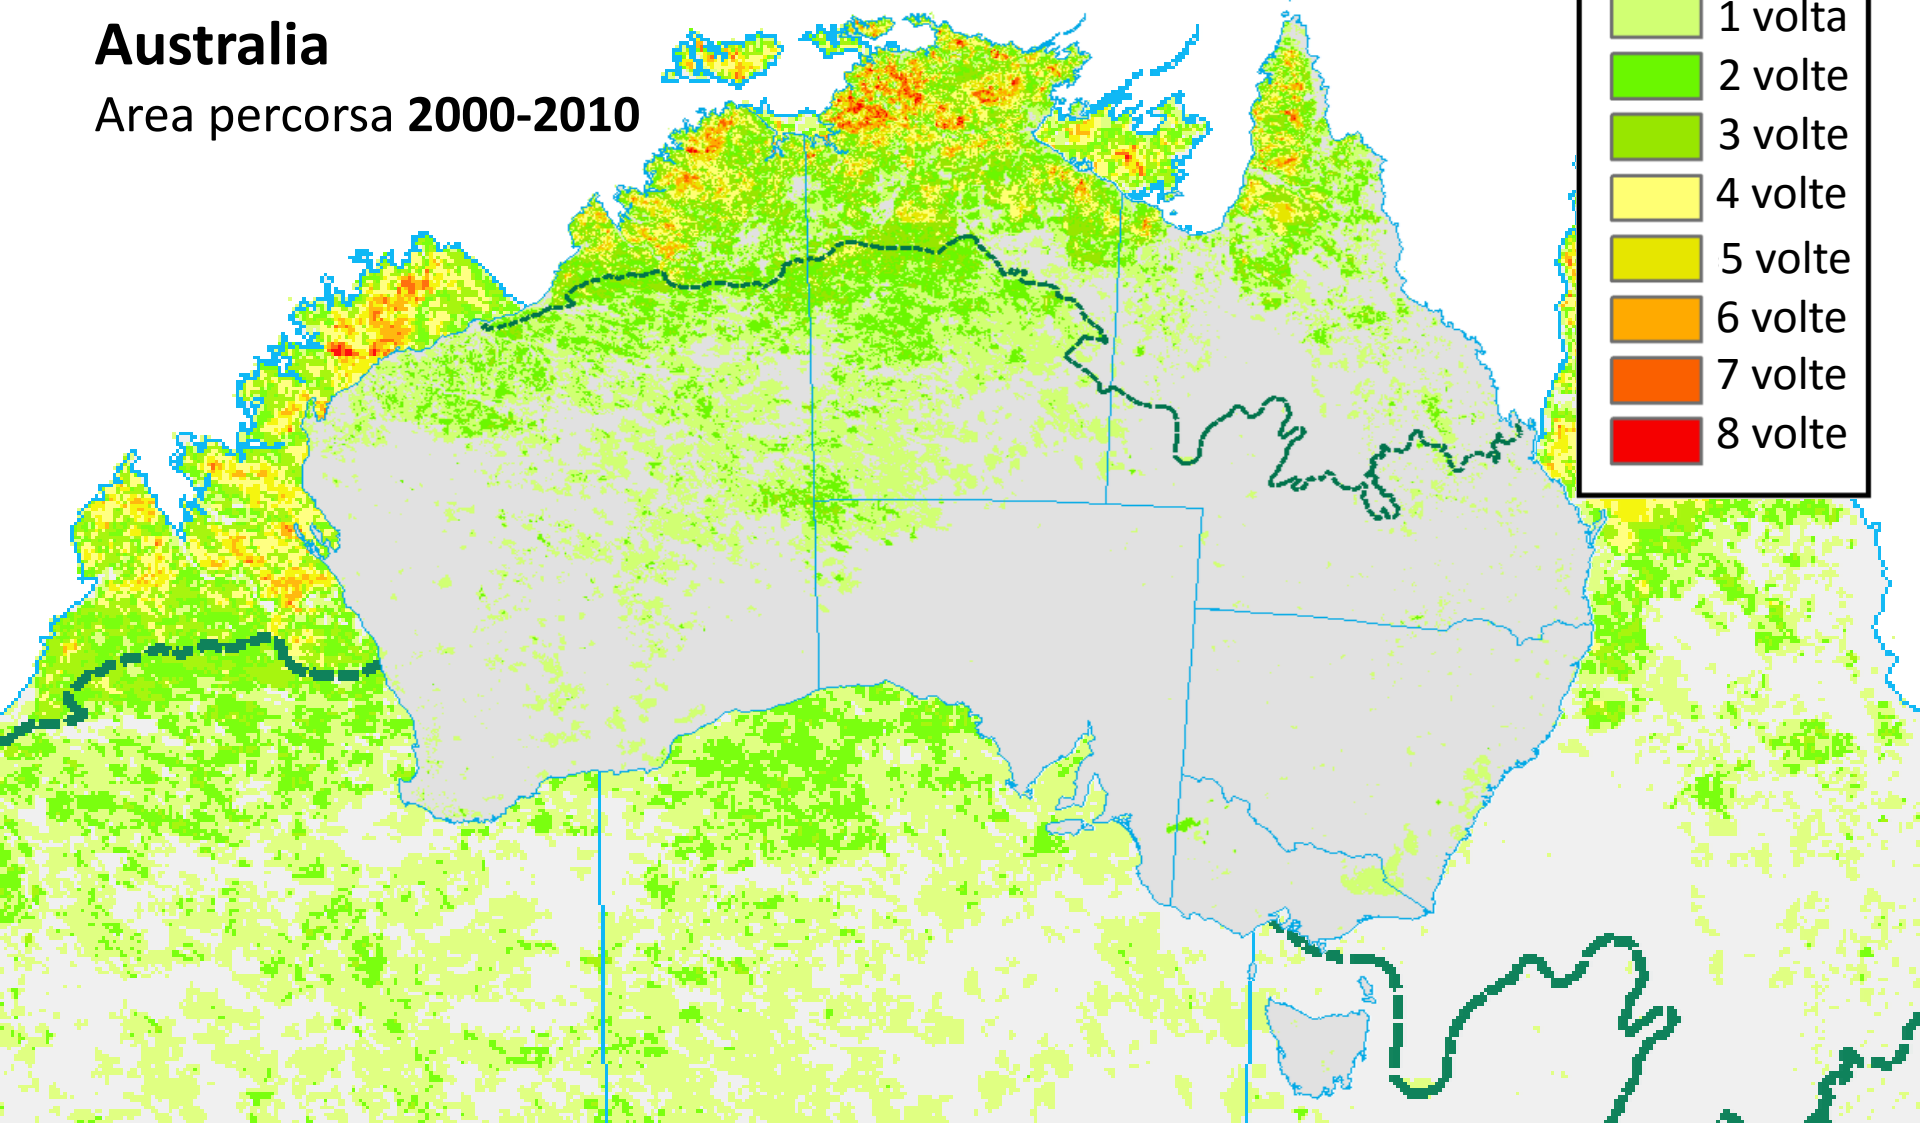 Australia
Area percorsa 2000-2010
1 volta
2 volte
3 volte
4 volte
5 volte
6 volte
7 volte
8 volte